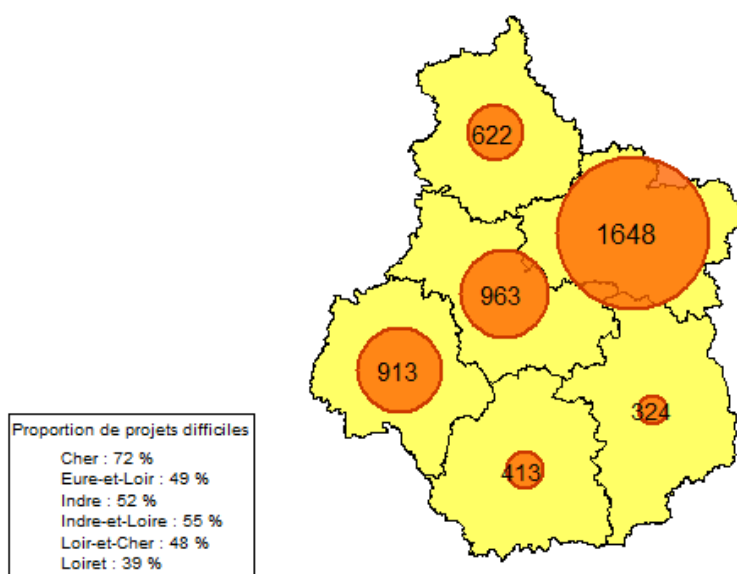 622
1648
963
913
324
413
Proportion de projets difficiles
Cher : 72 %
Eure-et-Loir : 49 %
Indre : 52 %
Indre-et-Loire : 55 %
Loir-et-Cher : 48 %
Loiret : 39 %